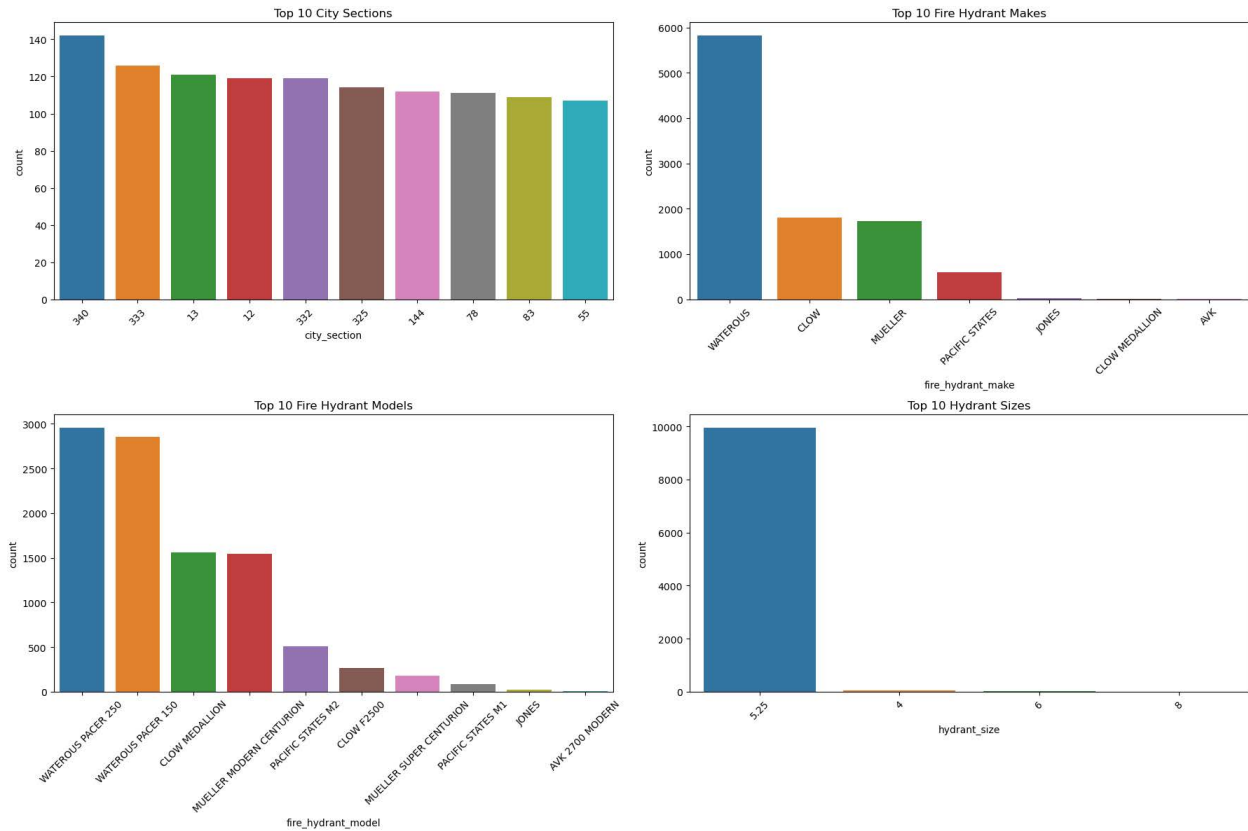 Top 10 City Sections
count
140
120
100
80
60
40
20
0
340 333 13 12 332 325 144 78 83 55
city_section
Top 10 Fire Hydrant Makes
count
6000
5000
4000
3000
2000
1000
0
WATEROUS CLOW MUELLER PACIFIC STATES JONES CLOW MEDALLION AVK
fire_hydrant_make
Top 10 Fire Hydrant Models
count
3000
2500
2000
1500
1000
500
0
WATEROUS PACER 250 WATEROUS PACER 150 CLOW MEDALLION MUELLER MODERN CENTURION PACIFIC STATES M2 CLOW F2500 MUELLER SUPER CENTURION PACIFIC STATES M1 JONES AVK 2700 MODERN
fire_hydrant_model
Top 10 Hydrant Sizes
count
10000
8000
6000
4000
2000
0
5.25 4 6 8
hydrant_size